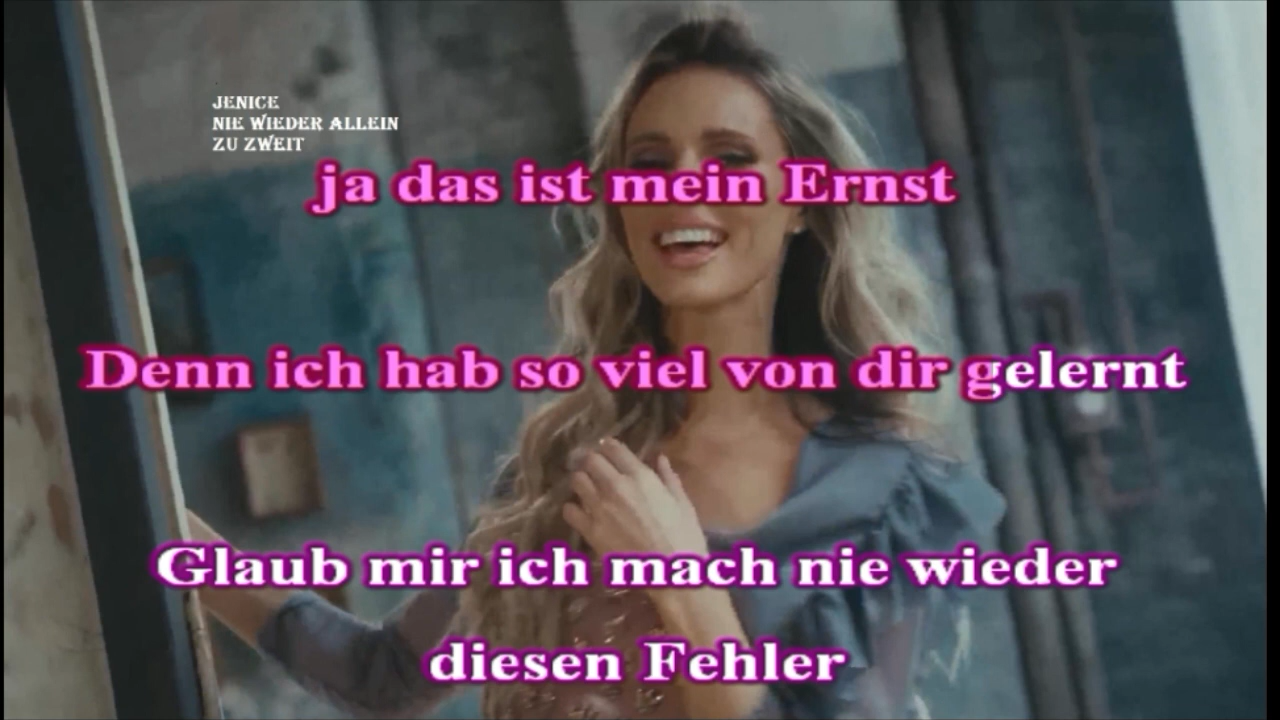 JENICE
NIE WIEDER ALLEIN
ZU ZWEIT
ja das ist mein Ernst
Denn ich hab so viel von dir gelernt
Glaub mir ich mach nie wieder
diesen Fehler